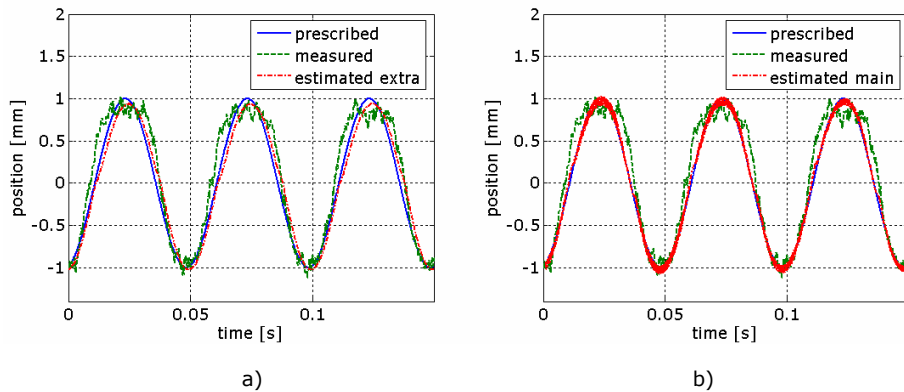 2
1.5
1
0.5
0
-0.5
-1
position [mm]
prescribed
measured
estimated extra
0
0.05
0.1
time [s]
a)
2
1.5
1
0.5
0
-0.5
-1
position [mm]
prescribed
measured
estimated main
0
0.05
0.1
time [s]
b)